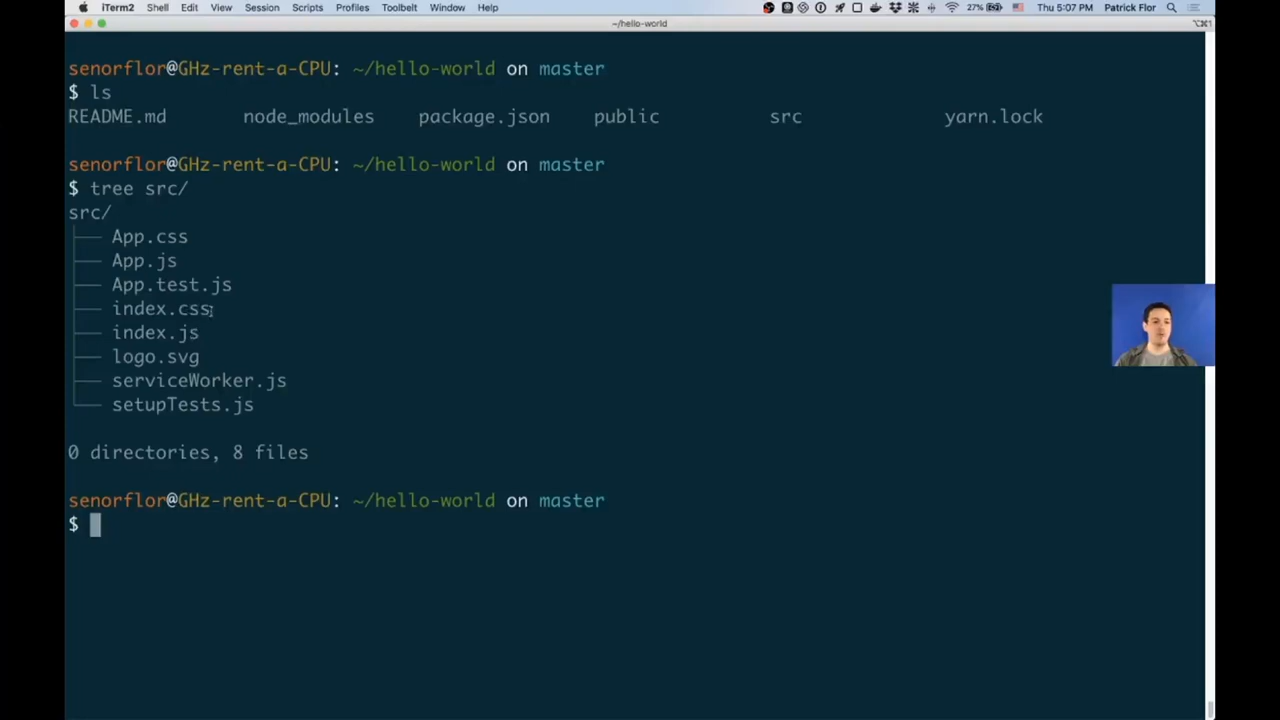 iTerm2 Shell Edit View Session Scripts Profiles Toolbelt Window Help 27% Thu 5:07 PM Patrick Flor
~/hello-world ⌥⌘1
senorflor@GHz-rent-a-CPU: ~/hello-world on master
$ ls
README.md node_modules package.json public src yarn.lock
senorflor@GHz-rent-a-CPU: ~/hello-world on master
$ tree src/
src/
├── App.css
├── App.js
├── App.test.js
├── index.css
├── index.js
├── logo.svg
├── serviceWorker.js
└── setupTests.js
0 directories, 8 files
senorflor@GHz-rent-a-CPU: ~/hello-world on master
$